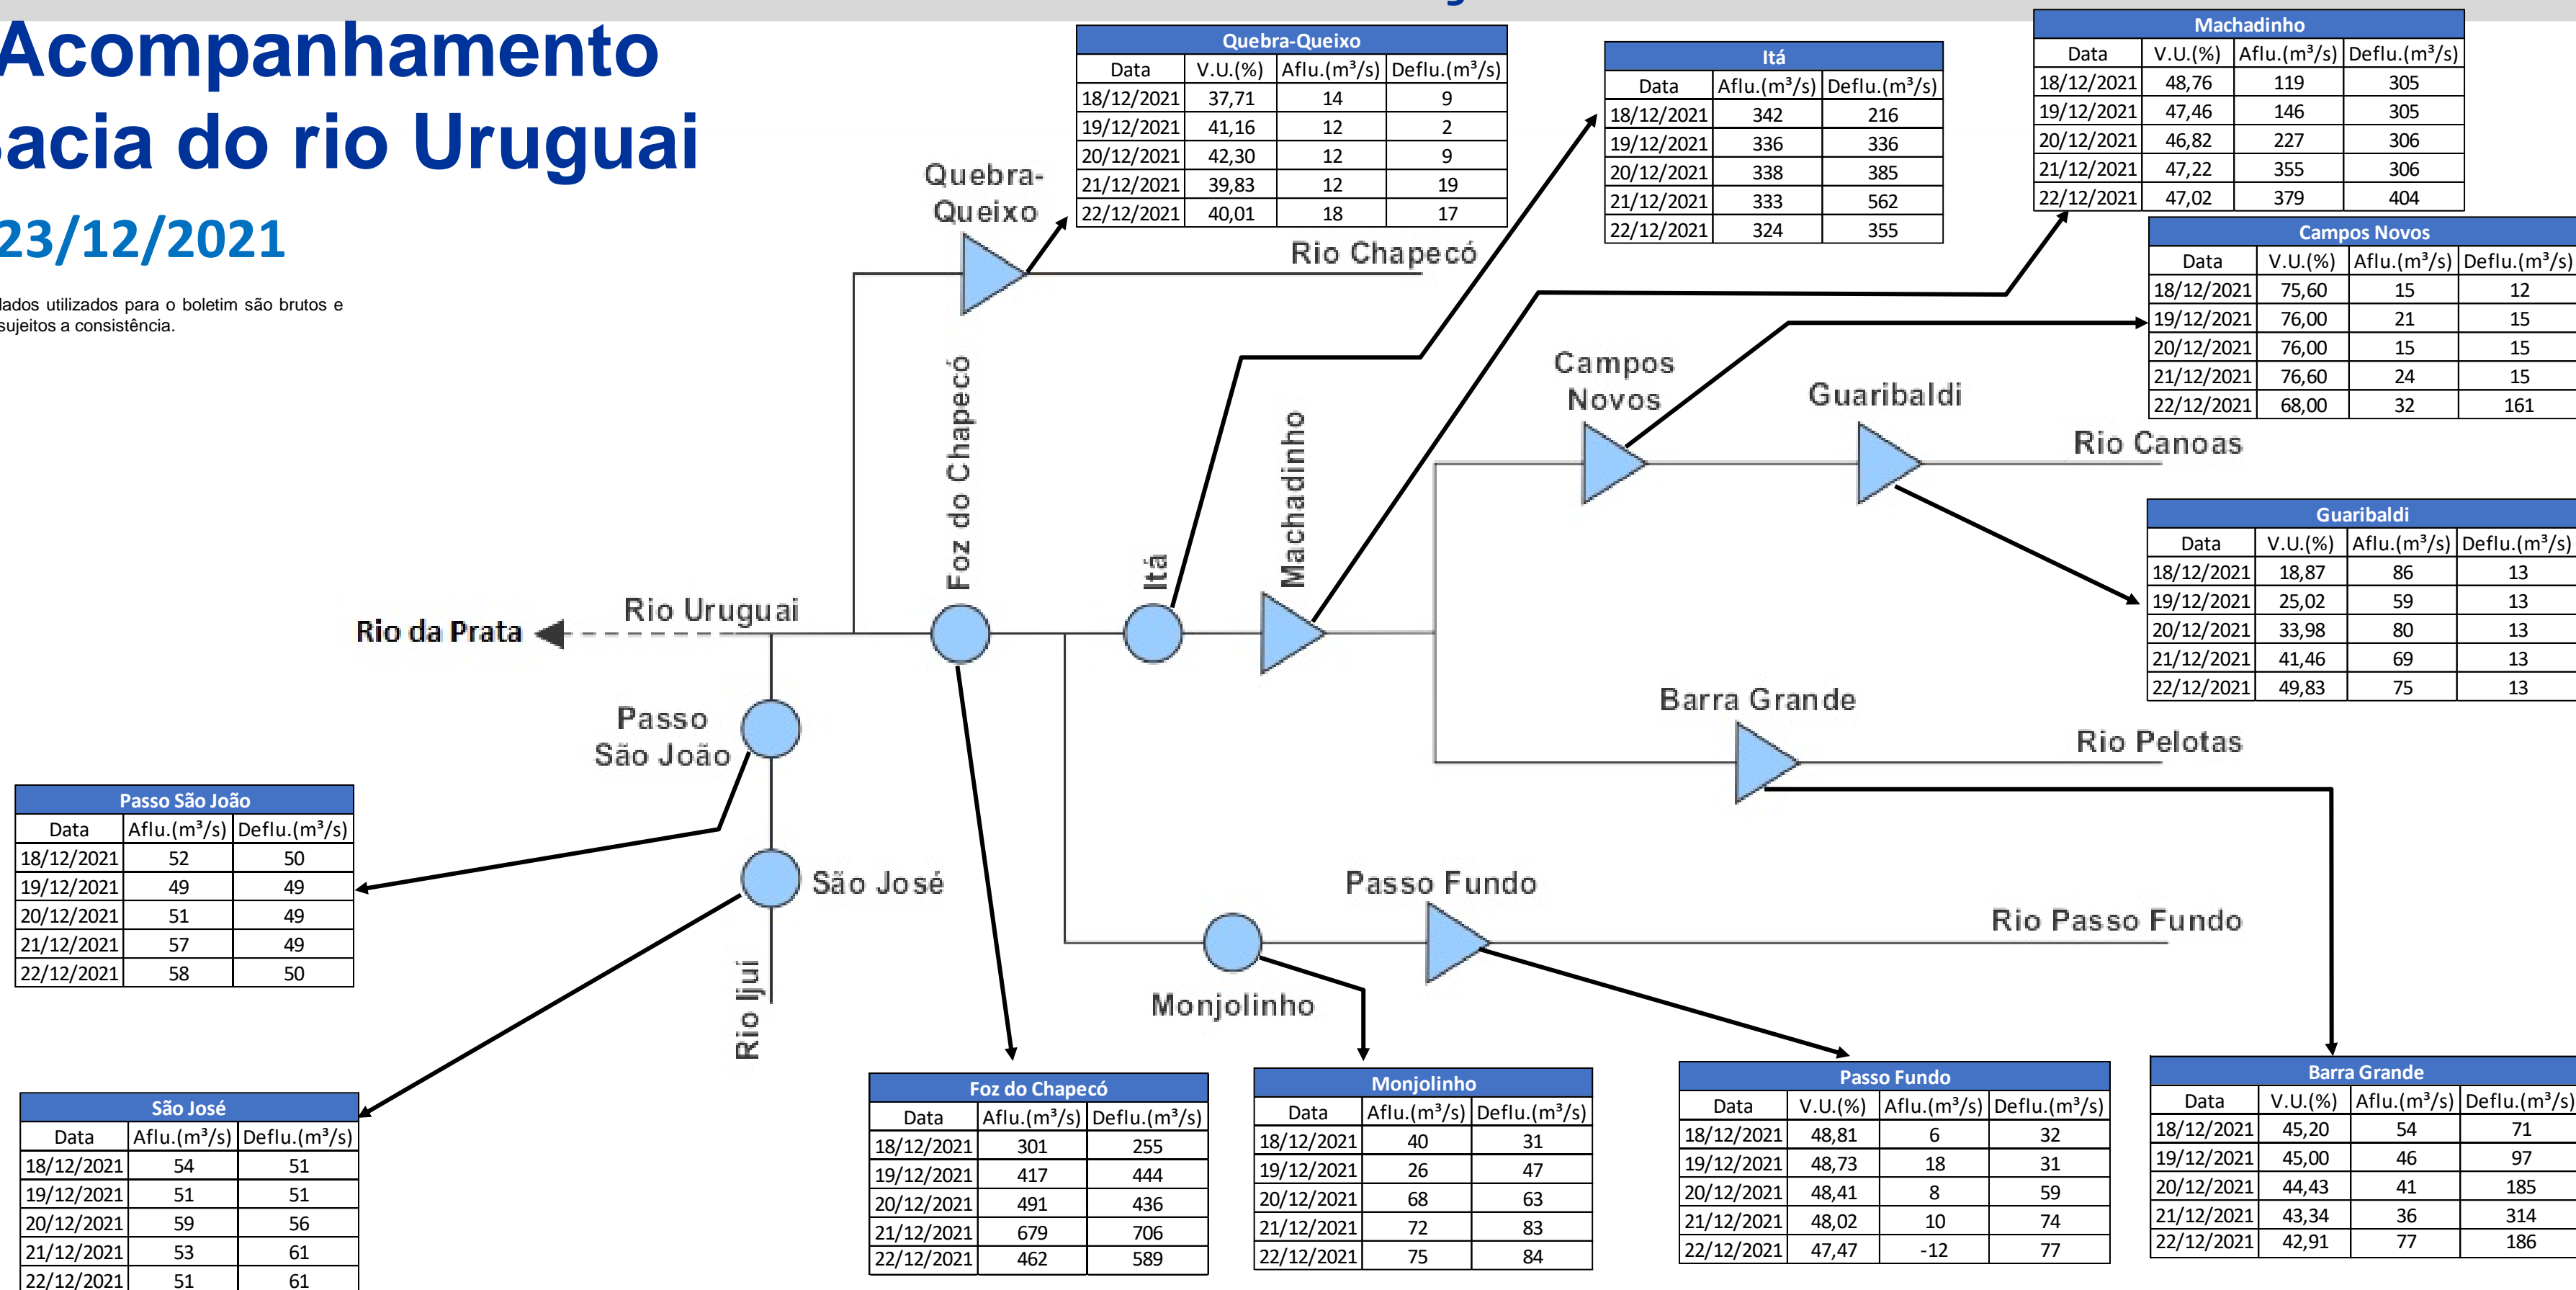 Acompanhamento
Bacia do rio Uruguai
23/12/2021
dados utilizados para o boletim são brutos e
sujeitos a consistência.
Quebra-Queixo
Data V.U.(%) Aflu.(m³/s) Deflu.(m³/s)
18/12/2021 37,71 14 9
19/12/2021 41,16 12 2
20/12/2021 42,30 12 9
21/12/2021 39,83 12 19
22/12/2021 40,01 18 17
Itá
Data Aflu.(m³/s) Deflu.(m³/s)
18/12/2021 342 216
19/12/2021 336 336
20/12/2021 338 385
21/12/2021 333 562
22/12/2021 324 355
Machadinho
Data V.U.(%) Aflu.(m³/s) Deflu.(m³/s)
18/12/2021 48,76 119 305
19/12/2021 47,46 146 305
20/12/2021 46,82 227 306
21/12/2021 47,22 355 306
22/12/2021 47,02 379 404
Campos Novos
Data V.U.(%) Aflu.(m³/s) Deflu.(m³/s)
18/12/2021 75,60 15 12
19/12/2021 76,00 21 15
20/12/2021 76,00 15 15
21/12/2021 76,60 24 15
22/12/2021 68,00 32 161
Quebra-
Queixo
Rio Chapecó
Foz do Chapecó
Itá
Machadinho
Campos
Novos
Guaribaldi
Rio Canoas
Guaribaldi
Data V.U.(%) Aflu.(m³/s) Deflu.(m³/s)
18/12/2021 18,87 86 13
19/12/2021 25,02 59 13
20/12/2021 33,98 80 13
21/12/2021 41,46 69 13
22/12/2021 49,83 75 13
Rio da Prata
Rio Uruguai
Passo
São João
Barra Grande
Rio Pelotas
São José
Rio Ijui
Passo Fundo
Rio Passo Fundo
Monjolinho
Passo São João
Data Aflu.(m³/s) Deflu.(m³/s)
18/12/2021 52 50
19/12/2021 49 49
20/12/2021 51 49
21/12/2021 57 49
22/12/2021 58 50
São José
Data Aflu.(m³/s) Deflu.(m³/s)
18/12/2021 54 51
19/12/2021 51 51
20/12/2021 59 56
21/12/2021 53 61
22/12/2021 51 61
Foz do Chapecó
Data Aflu.(m³/s) Deflu.(m³/s)
18/12/2021 301 255
19/12/2021 417 444
20/12/2021 491 436
21/12/2021 679 706
22/12/2021 462 589
Monjolinho
Data Aflu.(m³/s) Deflu.(m³/s)
18/12/2021 40 31
19/12/2021 26 47
20/12/2021 68 63
21/12/2021 72 83
22/12/2021 75 84
Passo Fundo
Data V.U.(%) Aflu.(m³/s) Deflu.(m³/s)
18/12/2021 48,81 6 32
19/12/2021 48,73 18 31
20/12/2021 48,41 8 59
21/12/2021 48,02 10 74
22/12/2021 47,47 -12 77
Barra Grande
Data V.U.(%) Aflu.(m³/s) Deflu.(m³/s)
18/12/2021 45,20 54 71
19/12/2021 45,00 46 97
20/12/2021 44,43 41 185
21/12/2021 43,34 36 314
22/12/2021 42,91 77 186